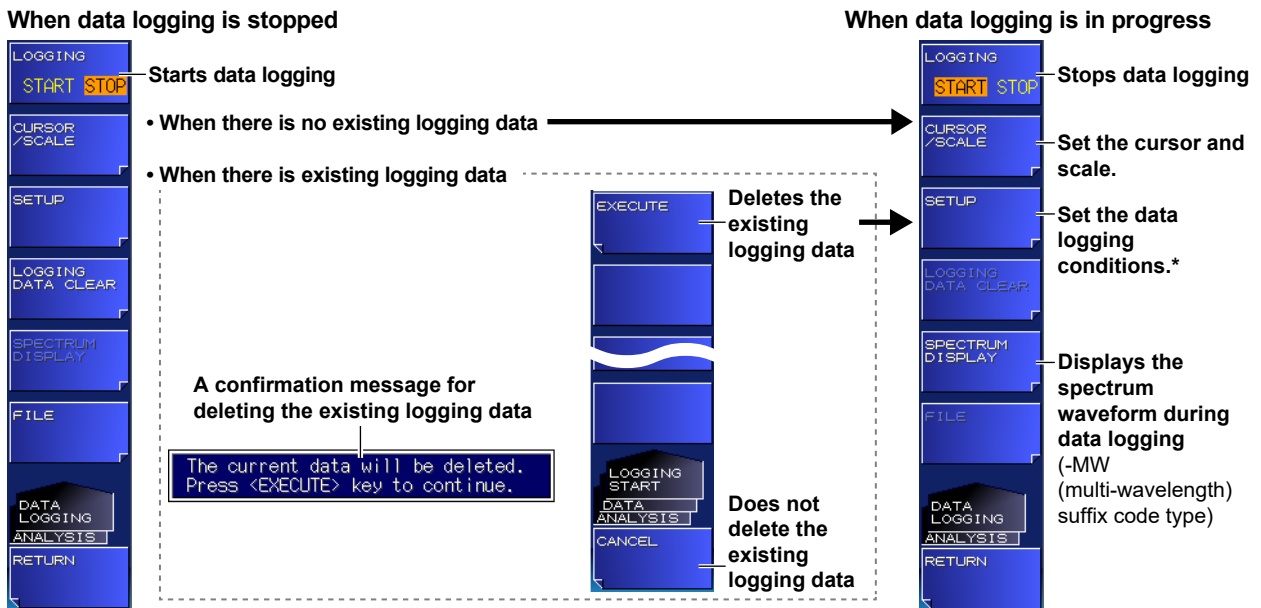 When data logging is stopped
When data logging is in progress
LOGGING
START STOP
Starts data logging
CURSOR
/SCALE
SETUP
LOGGING
DATA CLEAR
SPECTRUM
DISPLAY
FILE
DATA
LOGGING
ANALYSIS
RETURN
• When there is no existing logging data
• When there is existing logging data
A confirmation message for
deleting the existing logging data
The current data will be deleted.
Press <EXECUTE> key to continue.
EXECUTE
Deletes the
existing
logging data
LOGGING
START
DATA
ANALYSIS
CANCEL
Does not
delete the
existing
logging data
LOGGING
START STOP
Stops data logging
CURSOR
/SCALE
Set the cursor and
scale.
SETUP
Set the data
logging
conditions.*
LOGGING
DATA CLEAR
SPECTRUM
DISPLAY
Displays the
spectrum
waveform during
data logging
(-MW
(multi-wavelength)
suffix code type)
FILE
DATA
LOGGING
ANALYSIS
RETURN